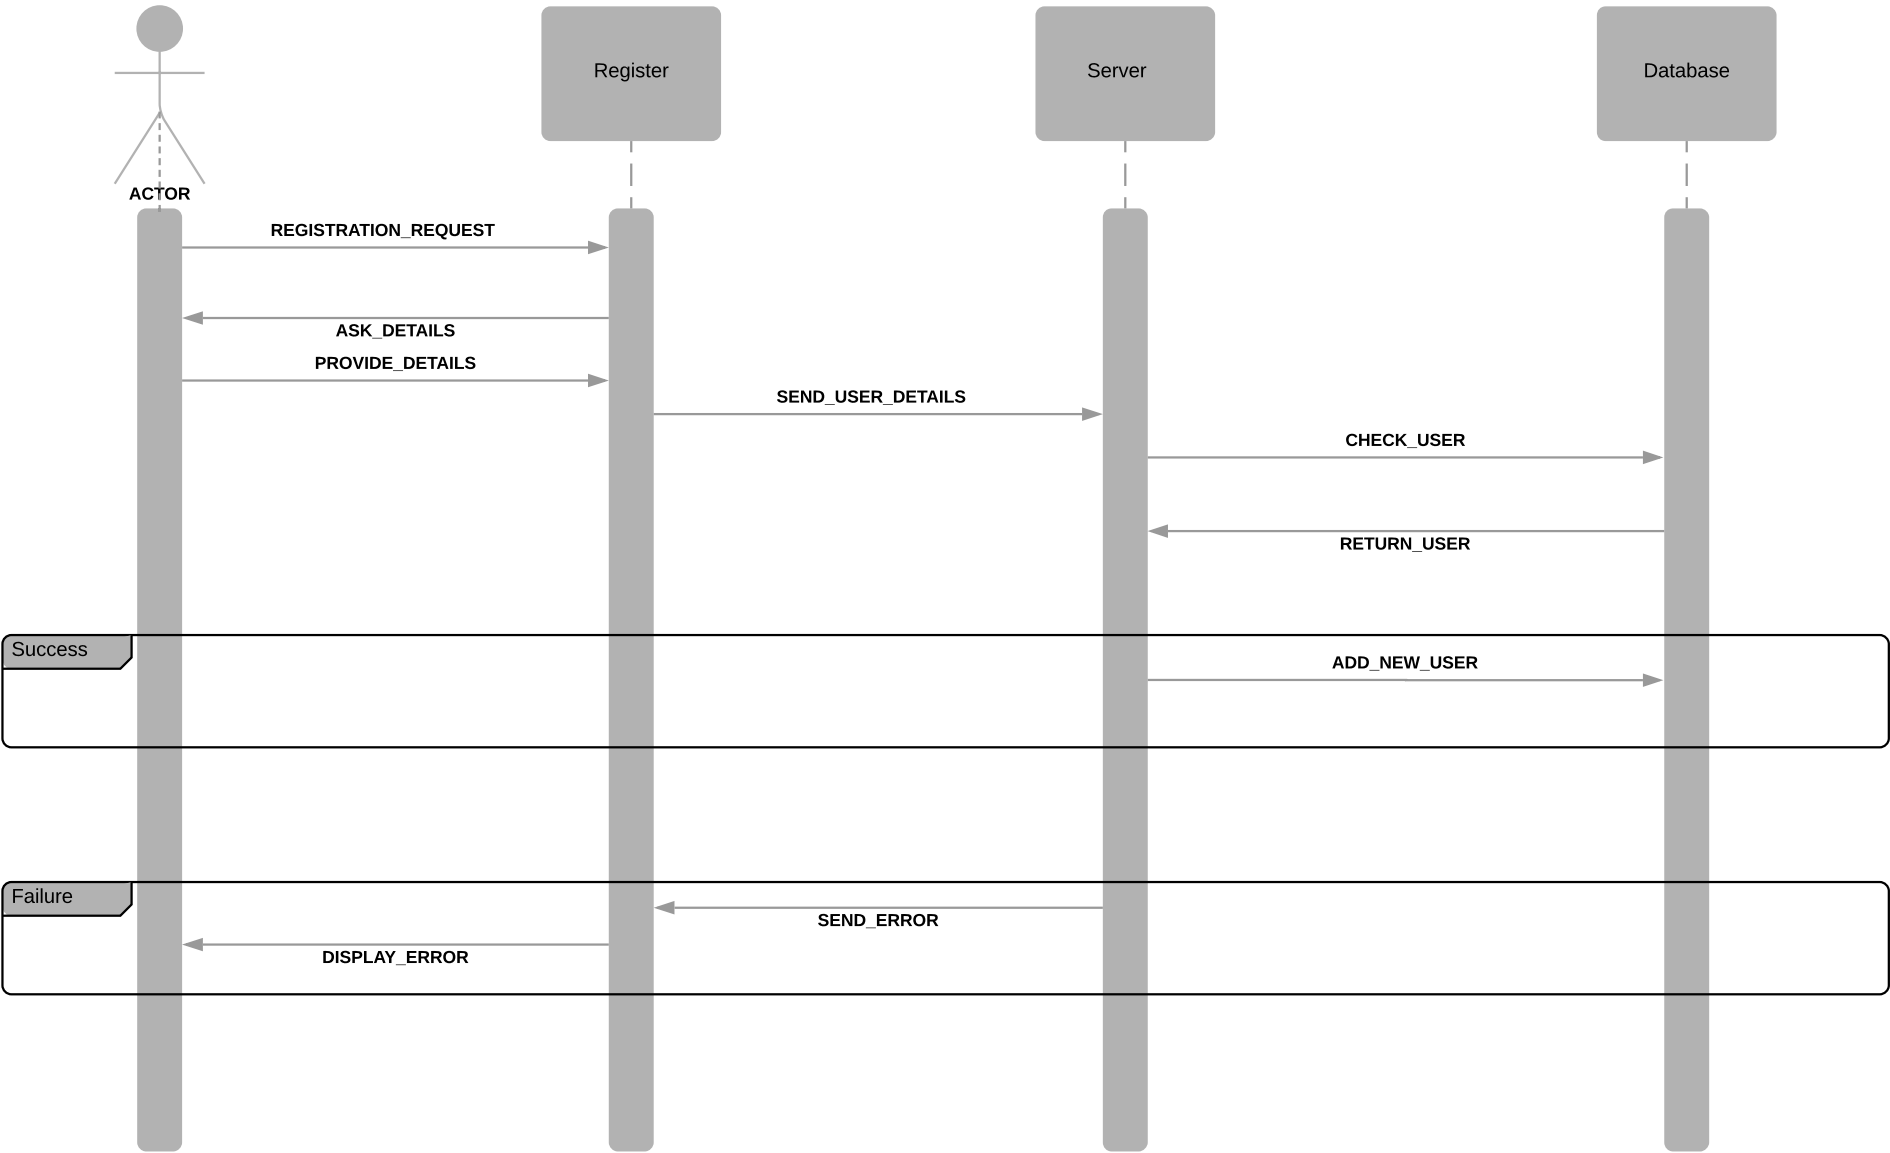 Register
Server
Database
ACTOR
REGISTRATION_REQUEST
ASK_DETAILS
PROVIDE_DETAILS
SEND_USER_DETAILS
CHECK_USER
RETURN_USER
Success
ADD_NEW_USER
Failure
SEND_ERROR
DISPLAY_ERROR